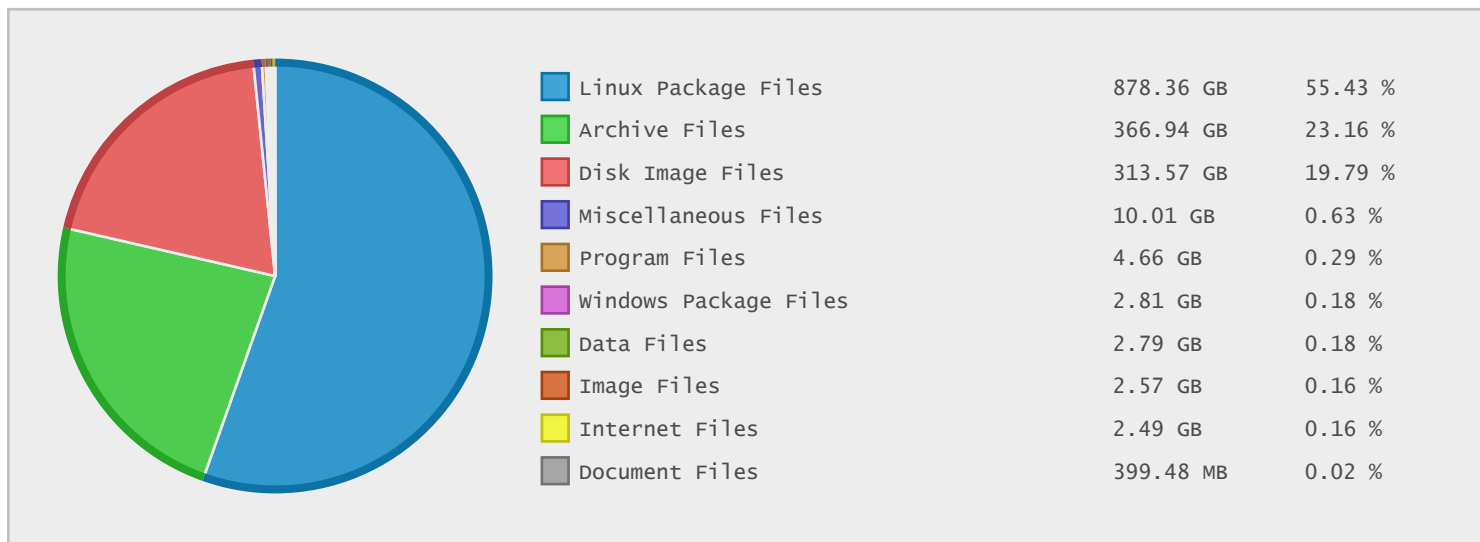 Linux Package Files 878.36 GB 55.43 %
Archive Files 366.94 GB 23.16 %
Disk Image Files 313.57 GB 19.79 %
Miscellaneous Files 10.01 GB 0.63 %
Program Files 4.66 GB 0.29 %
Windows Package Files 2.81 GB 0.18 %
Data Files 2.79 GB 0.18 %
Image Files 2.57 GB 0.16 %
Internet Files 2.49 GB 0.16 %
Document Files 399.48 MB 0.02 %